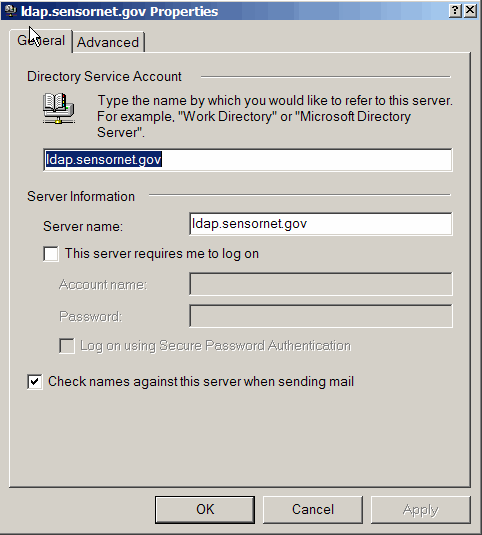 ldap.sensornet.gov Properties
General
Advanced
Directory Service Account
Type the name by which you would like to refer to this server.
For example, "Work Directory" or "Microsoft Directory
Server".
ldap.sensornet.gov
Server Information
Server name:
ldap.sensornet.gov
This server requires me to log on
Account name:
Password:
Log on using Secure Password Authentication
Check names against this server when sending mail
OK
Cancel
Apply